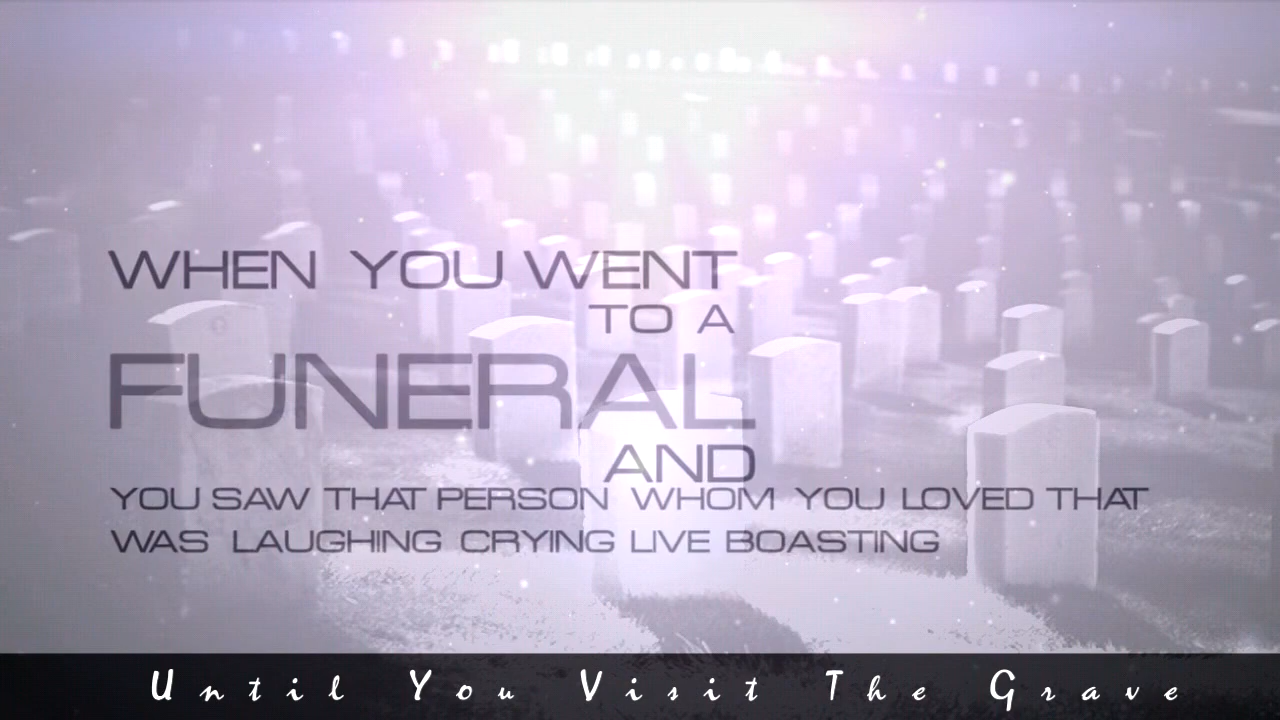 WHEN YOU WENT
TO A
FUNERAL
AND
YOU SAW THAT PERSON WHOM YOU LOVED THAT
WAS LAUGHING CRYING LIVE BOASTING
Until You Visit The Grave